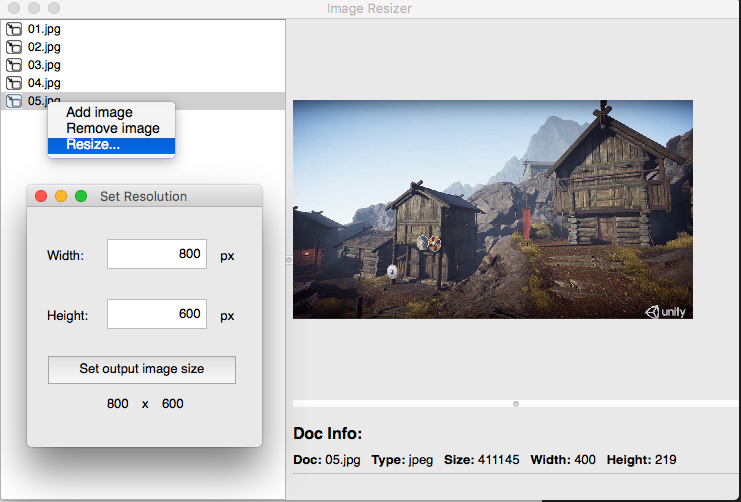 Image Resizer
01.jpg
02.jpg
03.jpg
04.jpg
05.jpg
Add image
Remove image
Resize...
Set Resolution
Width: 800 px
Height: 600 px
Set output image size
800 x 600
unity
Doc Info:
Doc: 05.jpg Type: jpeg Size: 411145 Width: 400 Height: 219